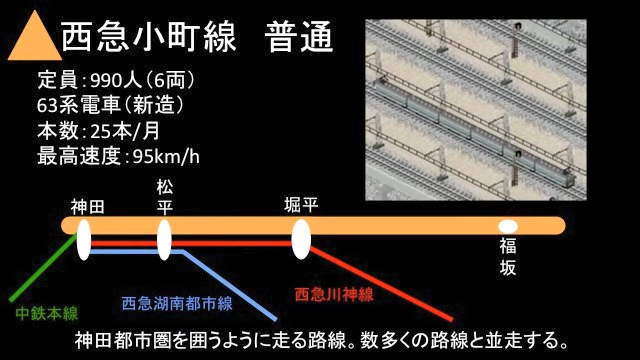 西急小町線　普通
定員：990人（6両）
63系電車（新造）
本数：25本/月
最高速度：95km/h
神田
松平
堀平
福坂
中鉄本線
西急湖南都市線
西急川神線
神田都市圏を囲うように走る路線。数多くの路線と並走する。